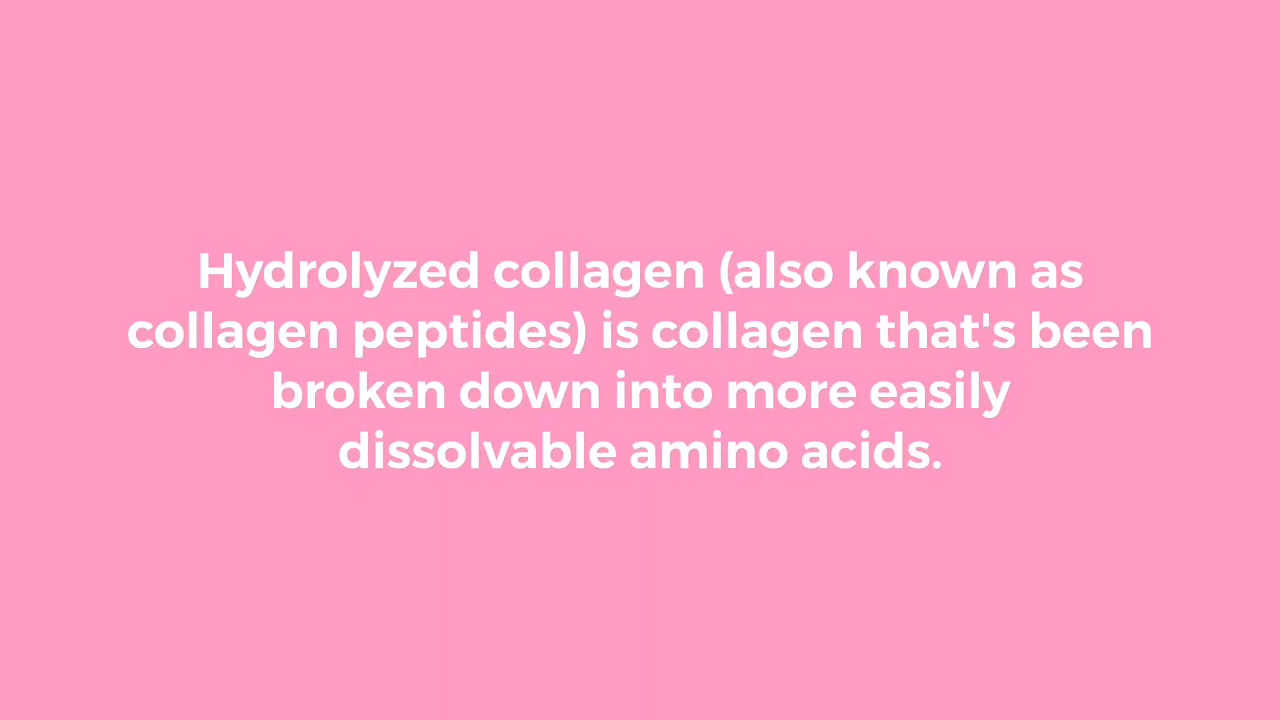 Hydrolyzed collagen (also known as
collagen peptides) is collagen that's been
broken down into more easily
dissolvable amino acids.